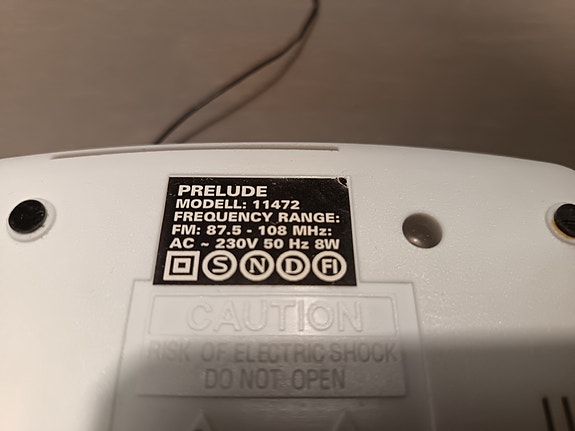 PRELUDE
MODELL: 11472
FREQUENCY RANGE:
FM: 87.5 - 108 MHz:
AC ~ 230V 50 Hz 8W
S N D FI
CAUTION
RISK OF ELECTRIC SHOCK
DO NOT OPEN